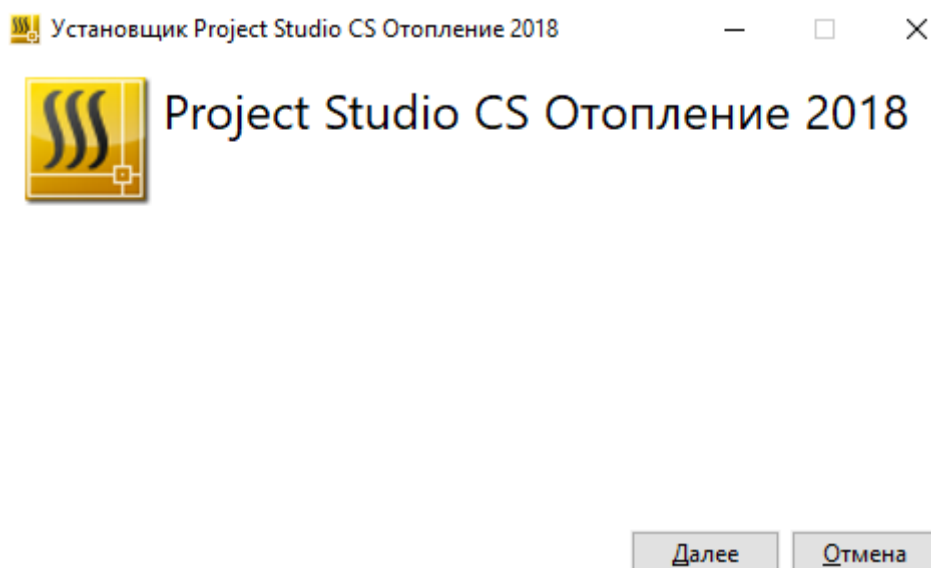 Установщик Project Studio CS Отопление 2018
Project Studio CS Отопление 2018
Далее Отмена